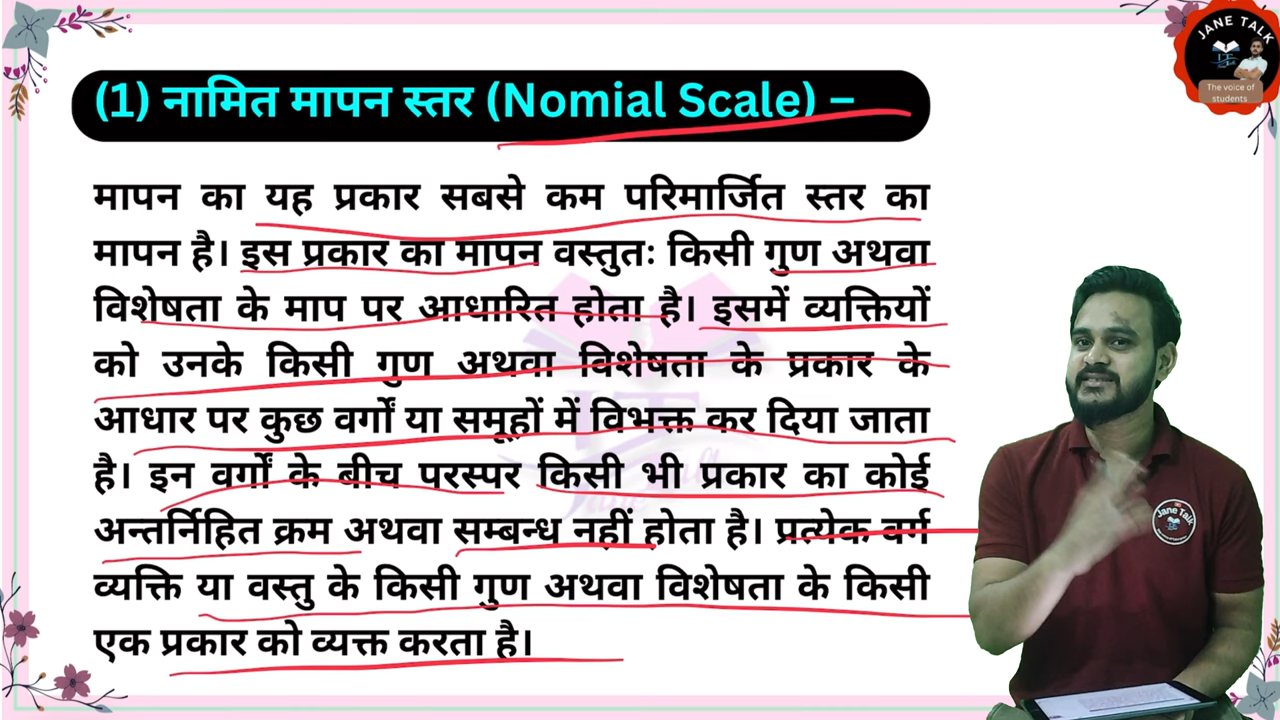 (1) नामित मापन स्तर (Nomial Scale) –
मापन का यह प्रकार सबसे कम परिमार्जित स्तर का
मापन है। इस प्रकार का मापन वस्तुतः किसी गुण अथवा
विशेषता के माप पर आधारित होता है। इसमें व्यक्तियों
को उनके किसी गुण अथवा विशेषता के प्रकार के
आधार पर कुछ वर्गों या समूहों में विभक्त कर दिया जाता
है। इन वर्गों के बीच परस्पर किसी भी प्रकार का कोई
अन्तर्निहित क्रम अथवा सम्बन्ध नहीं होता है। प्रत्येक वर्ग
व्यक्ति या वस्तु के किसी गुण अथवा विशेषता के किसी
एक प्रकार को व्यक्त करता है।
JANE TALK
The voice of
students
Jane Talk